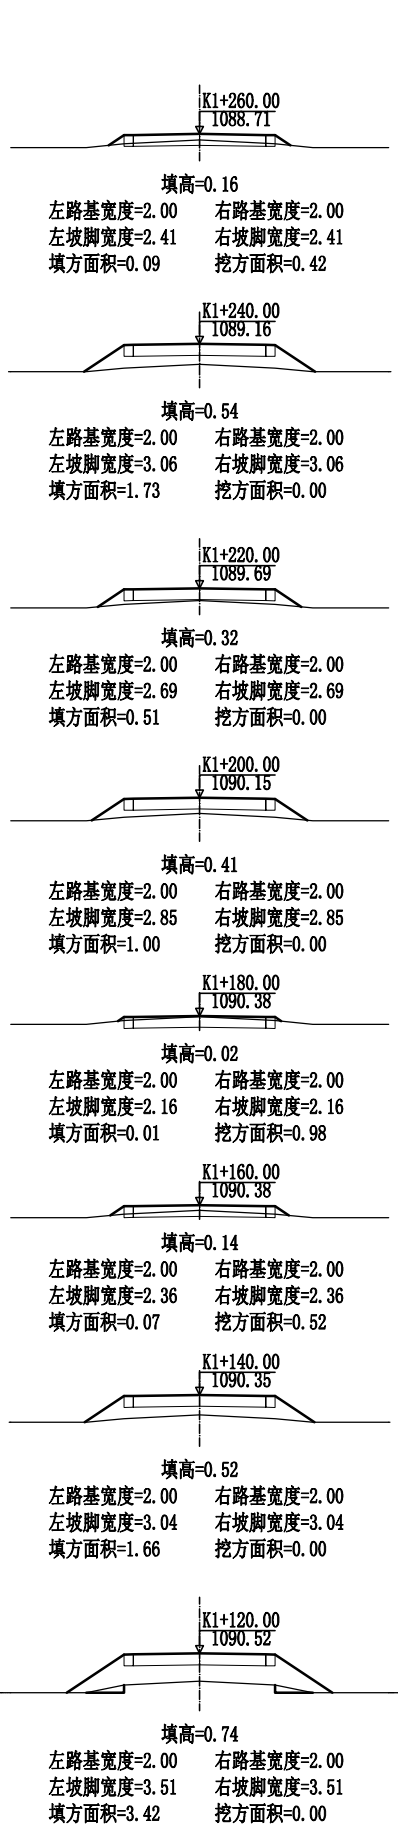 K1+260.00
1088.71
填高=0.16
左路基宽度=2.00 右路基宽度=2.00
左坡脚宽度=2.41 右坡脚宽度=2.41
填方面积=0.09 挖方面积=0.42
K1+240.00
1089.16
填高=0.54
左路基宽度=2.00 右路基宽度=2.00
左坡脚宽度=3.06 右坡脚宽度=3.06
填方面积=1.73 挖方面积=0.00
K1+220.00
1089.69
填高=0.32
左路基宽度=2.00 右路基宽度=2.00
左坡脚宽度=2.69 右坡脚宽度=2.69
填方面积=0.51 挖方面积=0.00
K1+200.00
1090.15
填高=0.41
左路基宽度=2.00 右路基宽度=2.00
左坡脚宽度=2.85 右坡脚宽度=2.85
填方面积=1.00 挖方面积=0.00
K1+180.00
1090.38
填高=0.02
左路基宽度=2.00 右路基宽度=2.00
左坡脚宽度=2.16 右坡脚宽度=2.16
填方面积=0.01 挖方面积=0.98
K1+160.00
1090.38
填高=0.14
左路基宽度=2.00 右路基宽度=2.00
左坡脚宽度=2.36 右坡脚宽度=2.36
填方面积=0.07 挖方面积=0.52
K1+140.00
1090.35
填高=0.52
左路基宽度=2.00 右路基宽度=2.00
左坡脚宽度=3.04 右坡脚宽度=3.04
填方面积=1.66 挖方面积=0.00
K1+120.00
1090.52
填高=0.74
左路基宽度=2.00 右路基宽度=2.00
左坡脚宽度=3.51 右坡脚宽度=3.51
填方面积=3.42 挖方面积=0.00